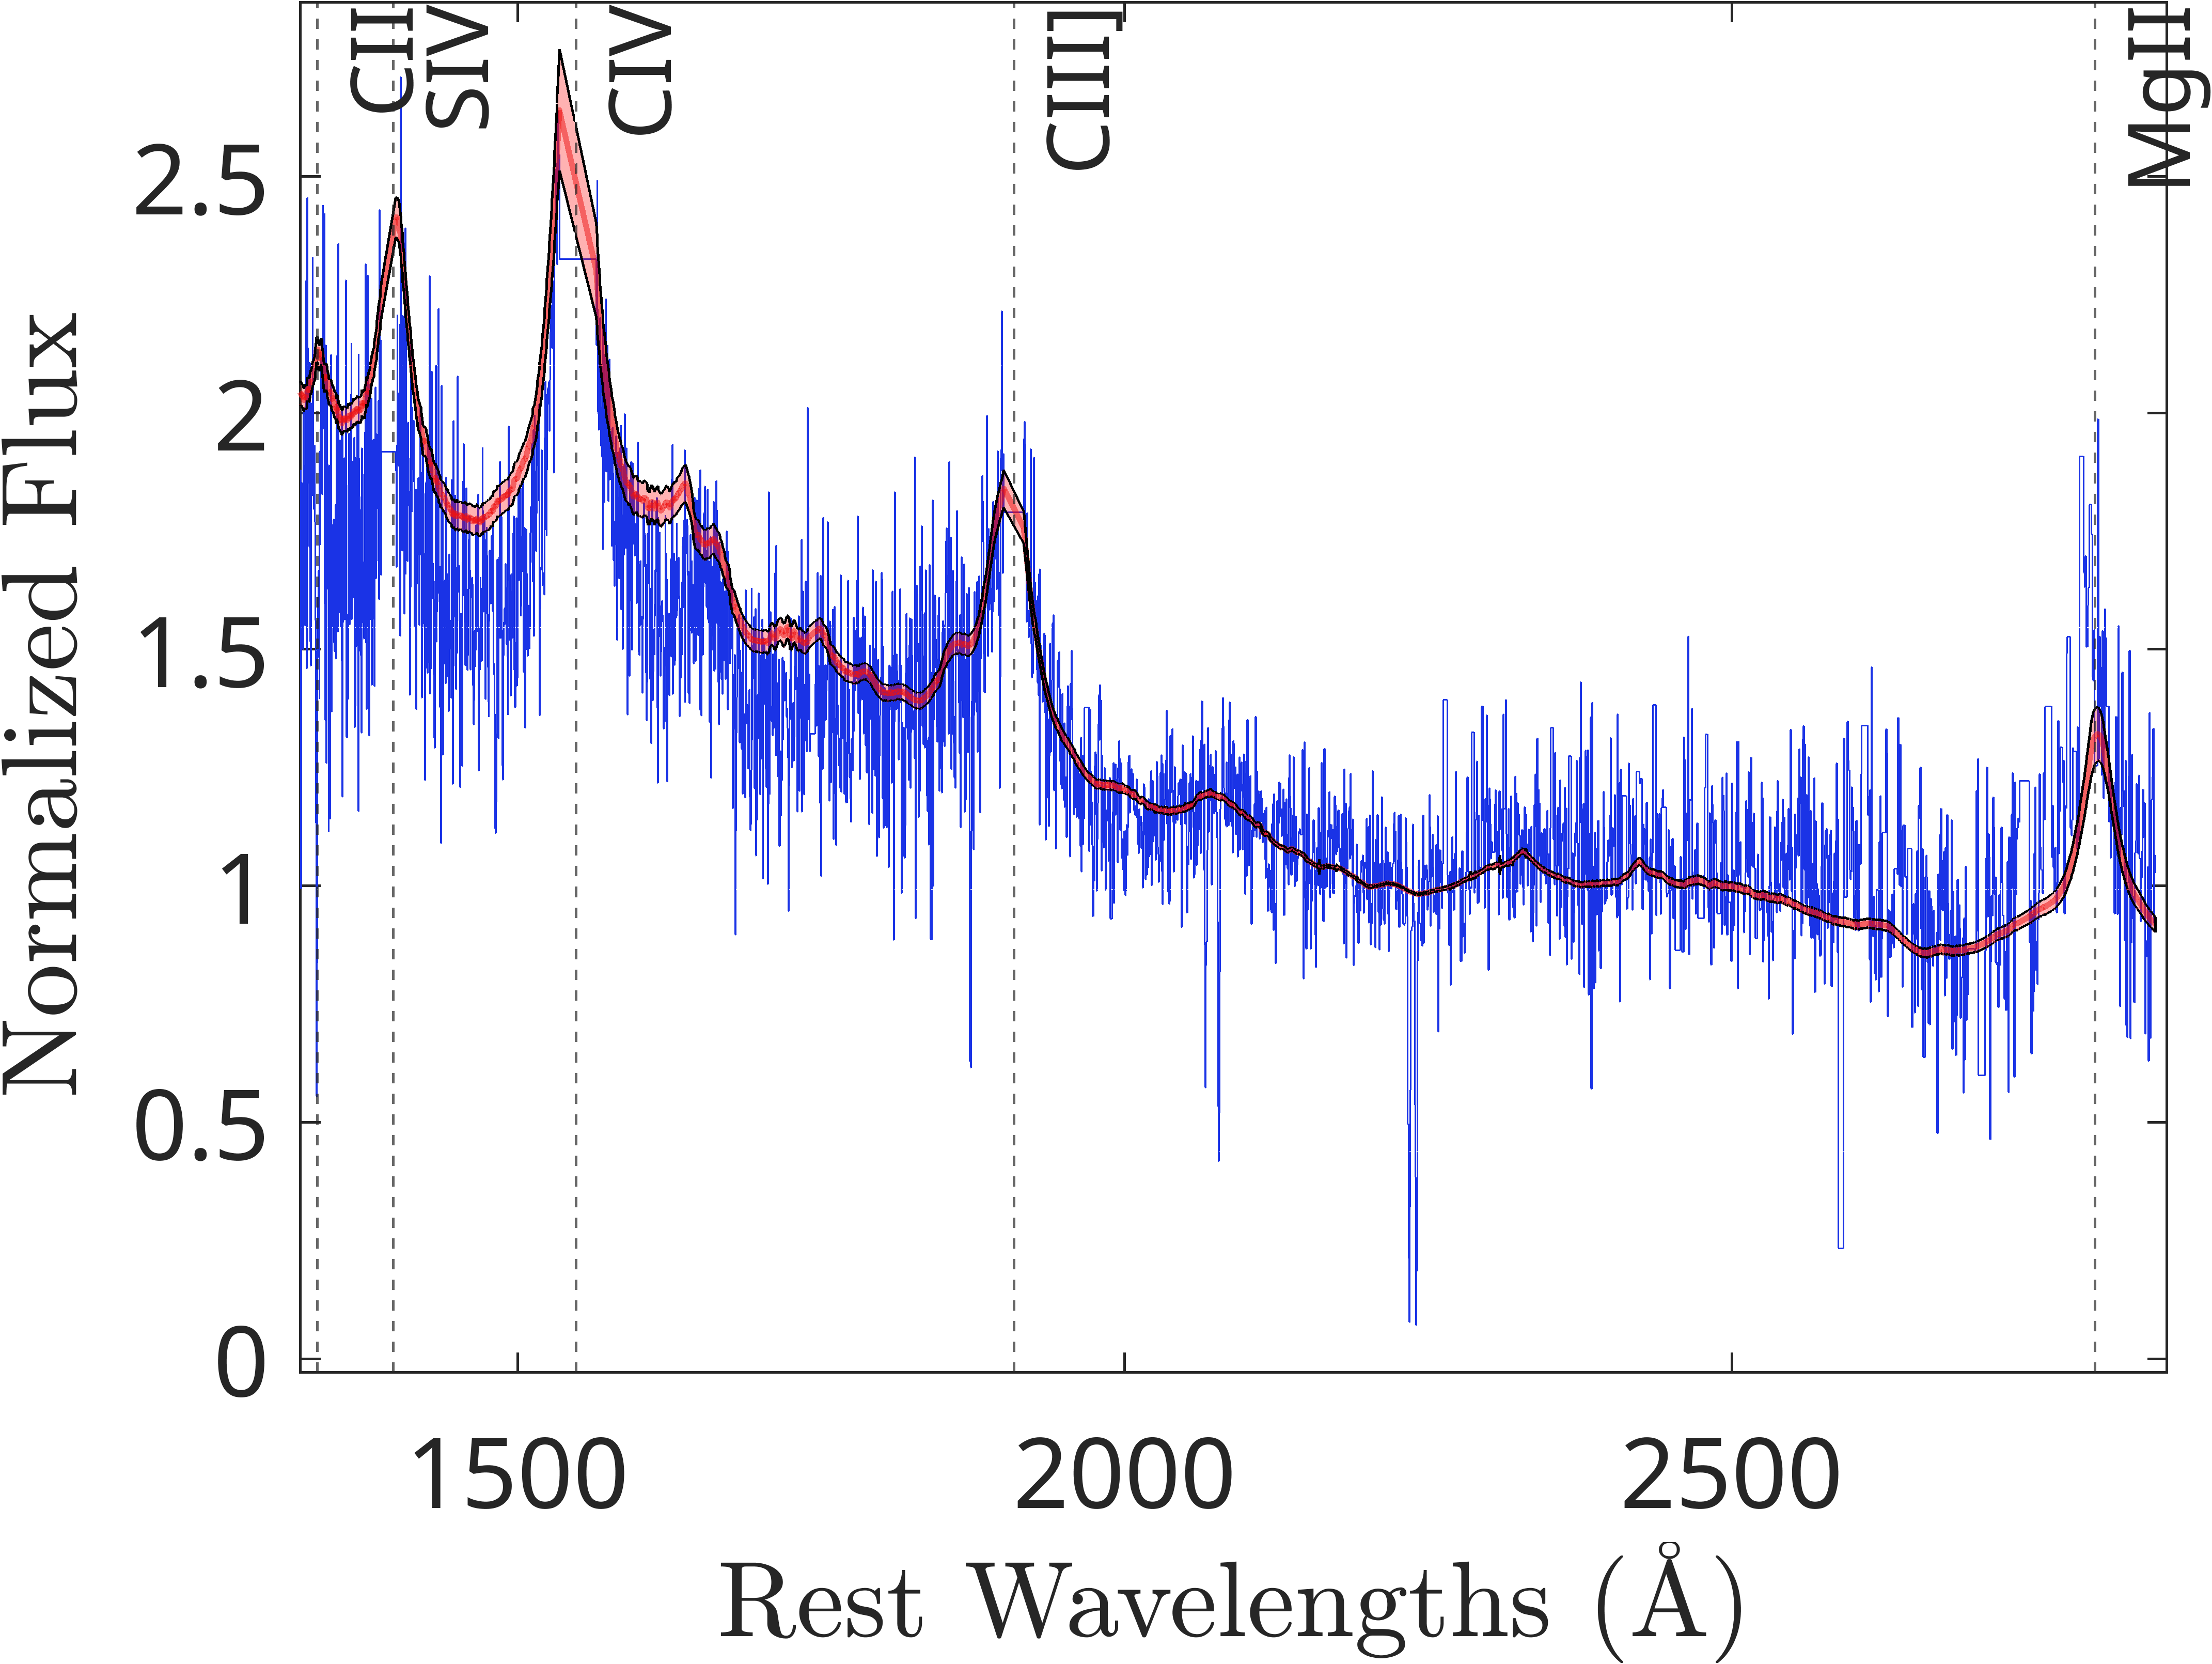 CII
SIV
CIV
CIII]
MgII
Normalized Flux
2.5
2
1.5
1
0.5
0
1500
2000
2500
Rest Wavelengths (Å)